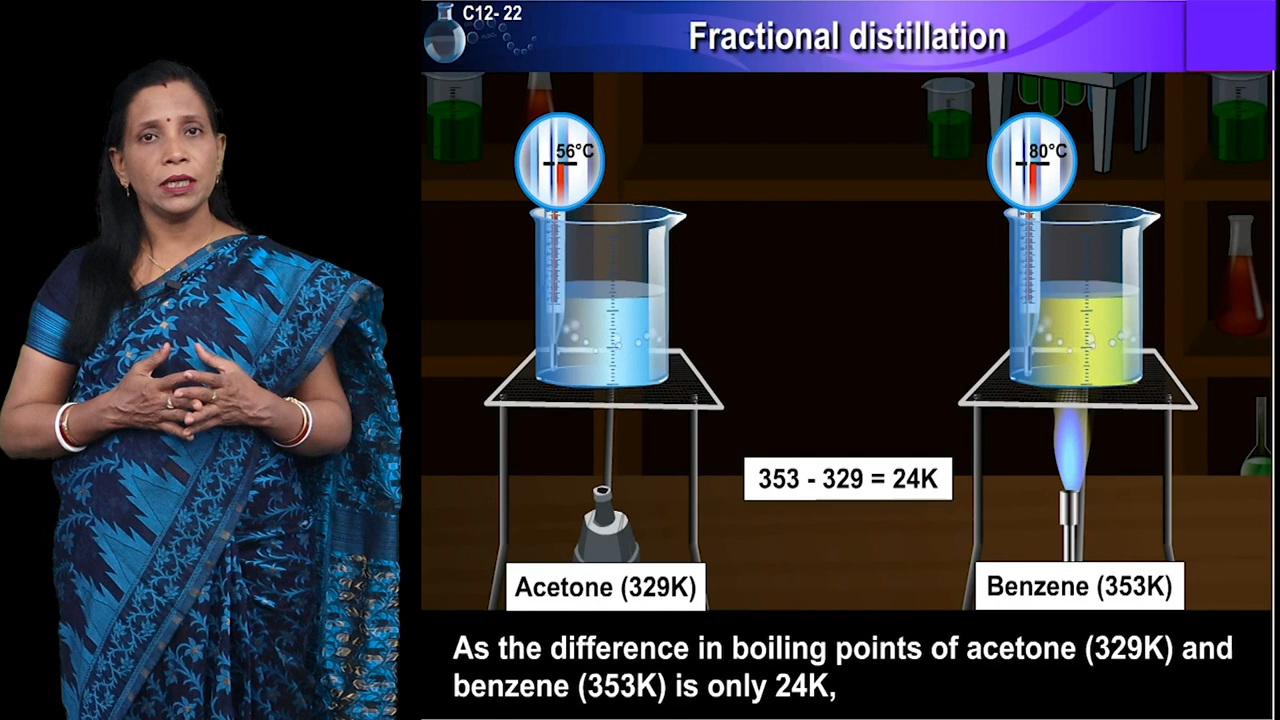 C12- 22
Fractional distillation
56°C
80°C
353 - 329 = 24K
Acetone (329K)
Benzene (353K)
As the difference in boiling points of acetone (329K) and
benzene (353K) is only 24K,